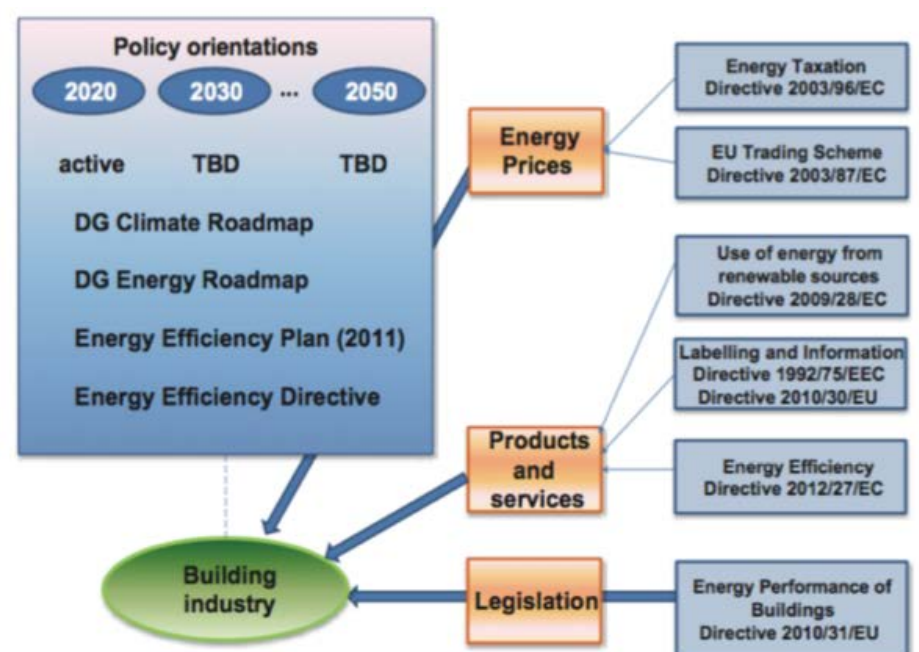 Policy orientations
2020 2030 ... 2050
active TBD TBD
DG Climate Roadmap
DG Energy Roadmap
Energy Efficiency Plan (2011)
Energy Efficiency Directive
Energy
Prices
Energy Taxation
Directive 2003/96/EC
EU Trading Scheme
Directive 2003/87/EC
Use of energy from
renewable sources
Directive 2009/28/EC
Labelling and Information
Directive 1992/75/EEC
Directive 2010/30/EU
Products
and
services
Energy Efficiency
Directive 2012/27/EC
Building
industry
Legislation
Energy Performance of
Buildings
Directive 2010/31/EU